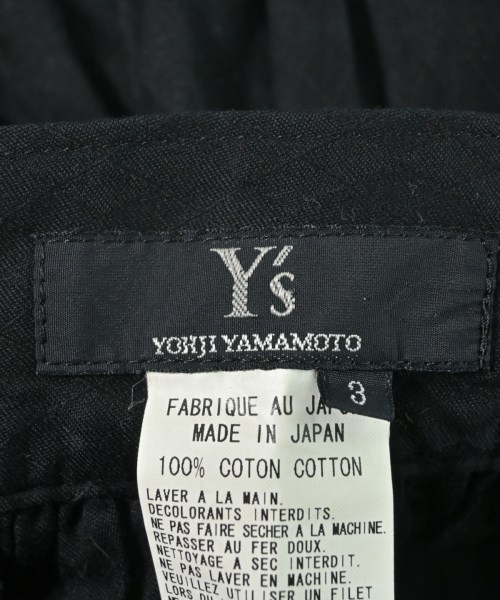 Y's
YOHJI YAMAMOTO
3
FABRIQUE AU
MADE IN JAPAN
100% COTON COTTON
LAVER A LA MAIN.
DECOLORANTS INTERDITS.
NE PAS FAIRE SECHER A LA MACHINE.
REPASSER AU FER DOUX.
NETTOYAGE A SEC INTERDIT.
NE PAS LAVER EN MACHINE.
VEUILLEZ UTILISER UN FILET
LORS DU